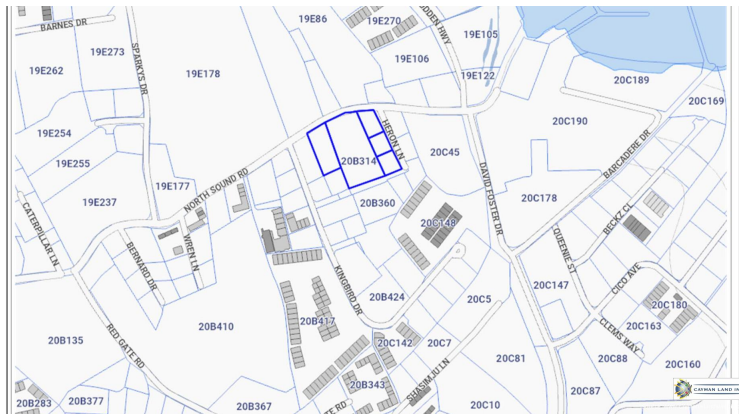 BARNES DR
19E86
19E270
19E105
19E273
SPARKYS DR
19E106
19E262
19E178
19E122
20C189
20C169
20C190
19E254
HERON LN
BARCADERE DR
20B314
20C45
19E255
DAVID FOSTER DR
NORTH SOUND RD
19E177
20C178
19E237
20B360
CATERPILLAR LN
20C148
BECKZ CL
WREN LN
BERNARD DR
QUEENIE ST
KINGBIRD DR
CICO AVE
20C147
20B424
20C5
20C180
20B417
20B410
20C163
RED GATE RD
CLEMS WAY
20B135
20C142
20C7
20C81
20C88
20C160
SHASIMJU LN
20B343
20C87
20B283
20B377
20B367
20C10
CAYMAN LAND